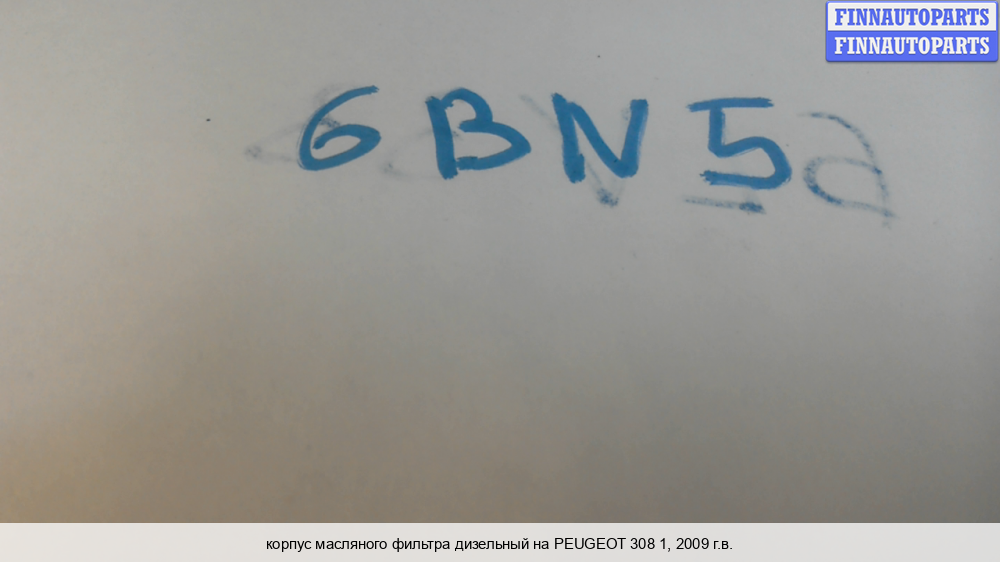 FINNAUTOPARTS
FINNAUTOPARTS
6BN5
корпус масляного фильтра дизельный на PEUGEOT 308 1, 2009 г.в.